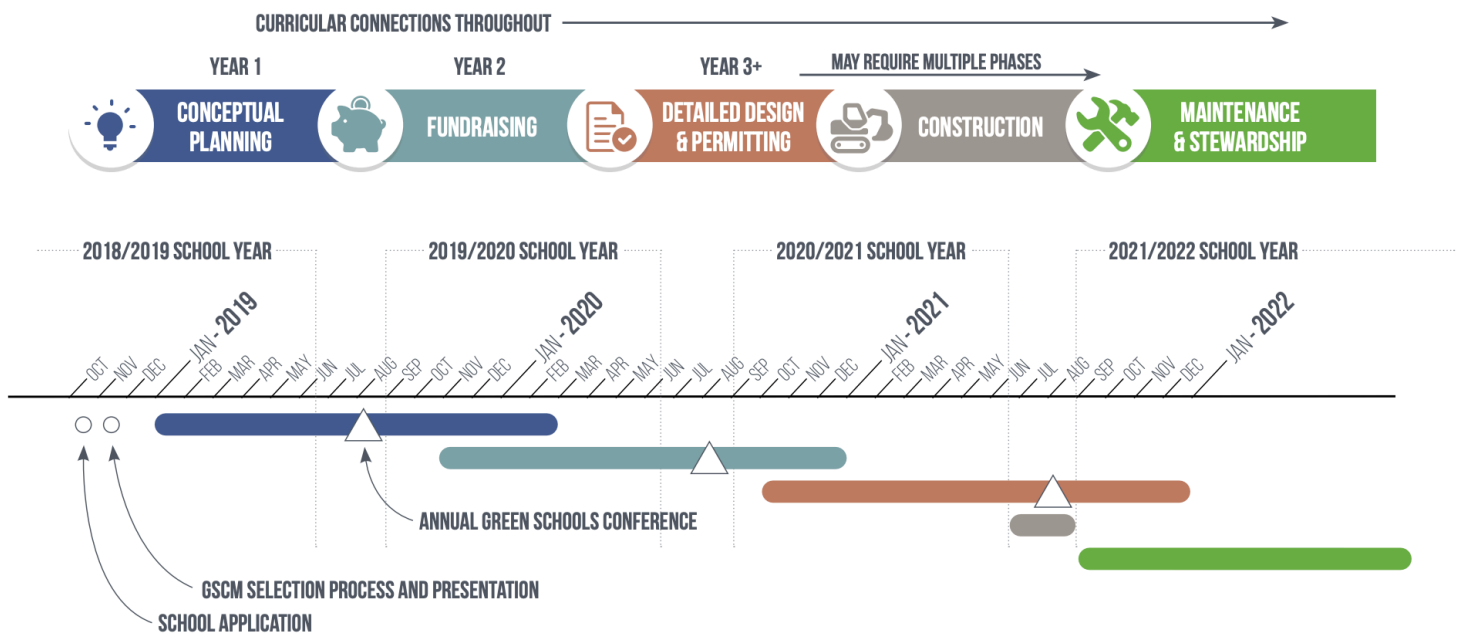 CURRICULAR CONNECTIONS THROUGHOUT
YEAR 1
YEAR 2
YEAR 3+
MAY REQUIRE MULTIPLE PHASES
CONCEPTUAL
PLANNING
FUNDRAISING
DETAILED DESIGN
& PERMITTING
CONSTRUCTION
MAINTENANCE
& STEWARDSHIP
2018/2019 SCHOOL YEAR
2019/2020 SCHOOL YEAR
2020/2021 SCHOOL YEAR
2021/2022 SCHOOL YEAR
OCT
NOV
DEC
JAN - 2019
FEB
MAR
APR
MAY
JUN
JUL
AUG
SEP
OCT
NOV
DEC
JAN - 2020
FEB
MAR
APR
MAY
JUN
JUL
AUG
SEP
OCT
NOV
DEC
JAN - 2021
FEB
MAR
APR
MAY
JUN
JUL
AUG
SEP
OCT
NOV
DEC
JAN - 2022
ANNUAL GREEN SCHOOLS CONFERENCE
GSCM SELECTION PROCESS AND PRESENTATION
SCHOOL APPLICATION